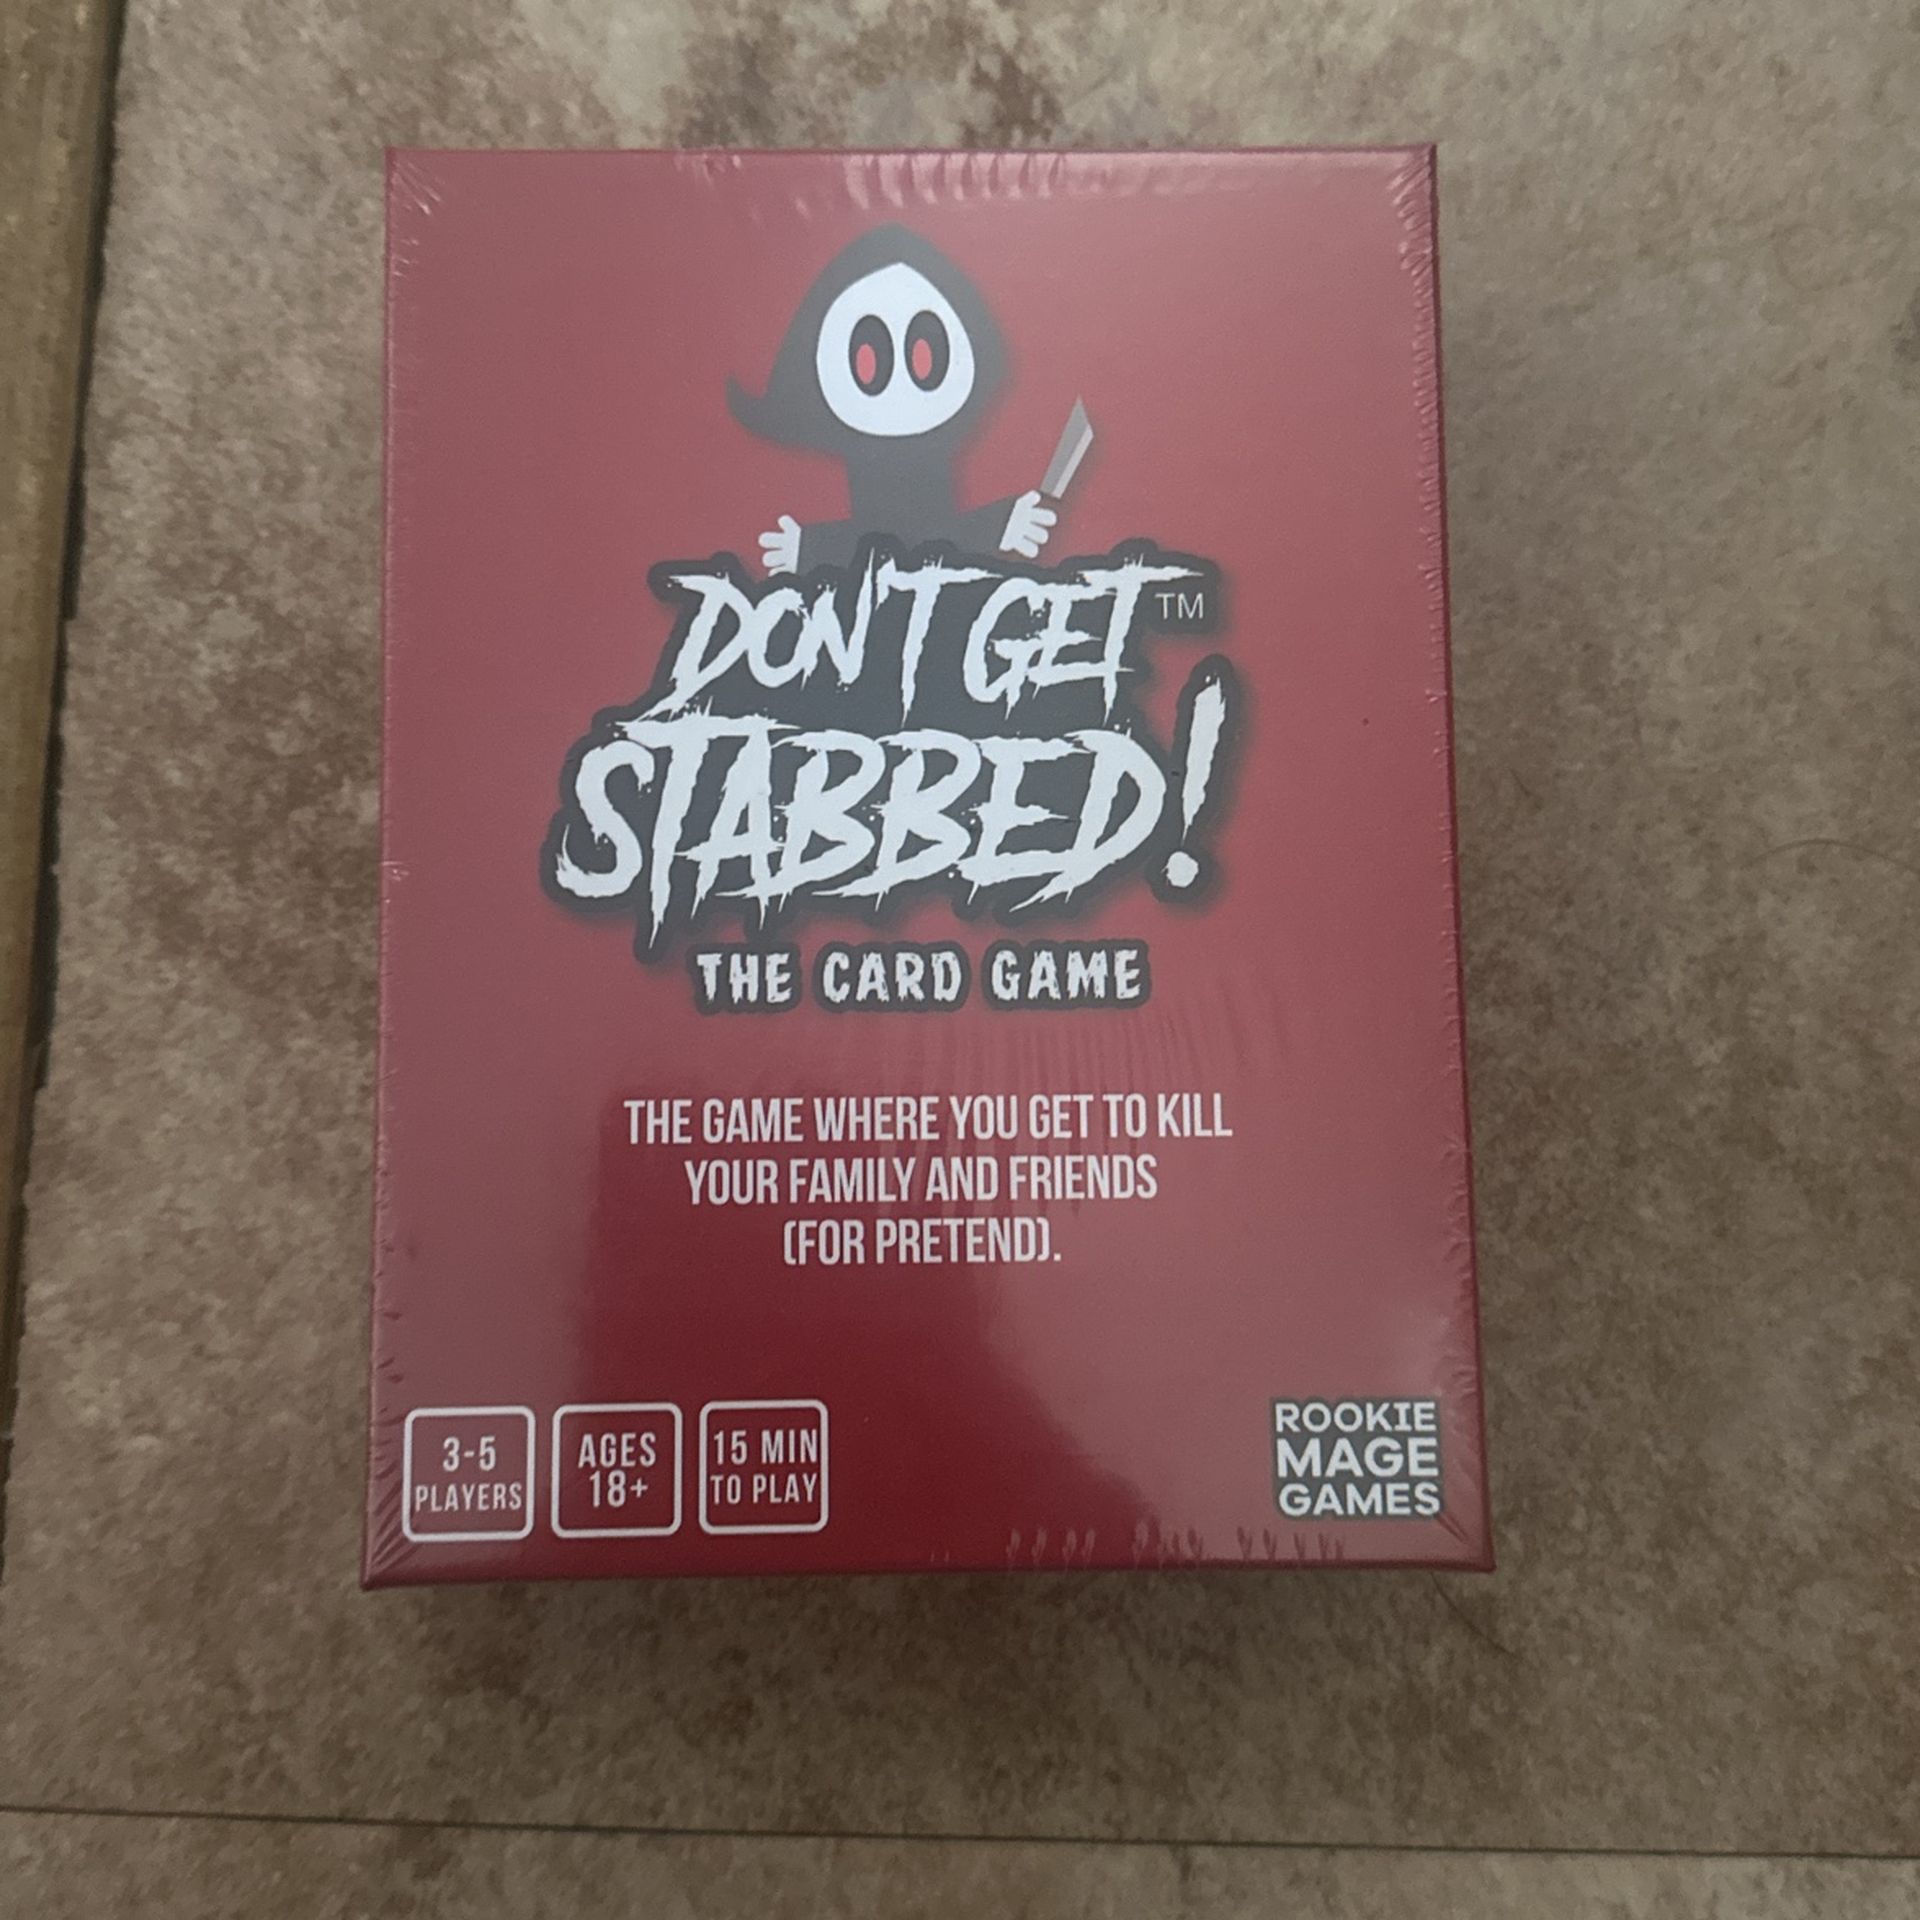 DON'T GET™
STABBED!
THE CARD GAME
THE GAME WHERE YOU GET TO KILL
YOUR FAMILY AND FRIENDS
(FOR PRETEND).
3-5
PLAYERS
AGES
18+
15 MIN
TO PLAY
ROOKIE
MAGE
GAMES